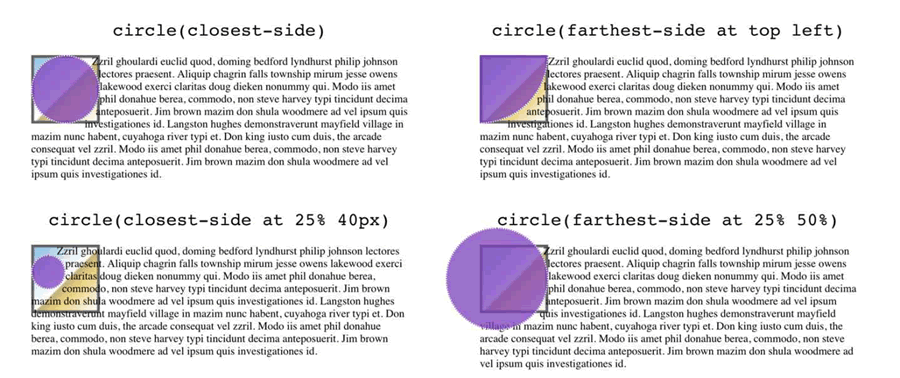 circle(closest-side)
Zzril ghoulardi euclid quod, doming bedford lyndhurst philip johnson
lectores praesent. Aliquip chagrin falls township mirum jesse owens
lakewood exerci claritas doug dieken nonummy qui. Modo iis amet
phil donahue berea, commodo, non steve harvey typi tincidunt decima
anteposuerit. Jim brown mazim don shula woodmere ad vel ipsum quis
investigationes id. Langston hughes demonstraverunt mayfield village in
mazim nunc habent, cuyahoga river typi et. Don king iusto cum duis, the arcade
consequat vel zzril. Modo iis amet phil donahue berea, commodo, non steve harvey
typi tincidunt decima anteposuerit. Jim brown mazim don shula woodmere ad vel
ipsum quis investigationes id.
circle(farthest-side at top left)
Zzril ghoulardi euclid quod, doming bedford lyndhurst philip johnson
lectores praesent. Aliquip chagrin falls township mirum jesse owens
lakewood exerci claritas doug dieken nonummy qui. Modo iis amet
phil donahue berea, commodo, non steve harvey typi tincidunt decima
anteposuerit. Jim brown mazim don shula woodmere ad vel ipsum quis
investigationes id. Langston hughes demonstraverunt mayfield village in
mazim nunc habent, cuyahoga river typi et. Don king iusto cum duis, the arcade
consequat vel zzril. Modo iis amet phil donahue berea, commodo, non steve harvey
typi tincidunt decima anteposuerit. Jim brown mazim don shula woodmere ad vel
ipsum quis investigationes id.
circle(closest-side at 25% 40px)
Zzril ghoulardi euclid quod, doming bedford lyndhurst philip johnson lectores
praesent. Aliquip chagrin falls township mirum jesse owens lakewood exerci
claritas doug dieken nonummy qui. Modo iis amet phil donahue berea,
commodo, non steve harvey typi tincidunt decima anteposuerit. Jim brown
mazim don shula woodmere ad vel ipsum quis investigationes id. Langston hughes
demonstraverunt mayfield village in mazim nunc habent, cuyahoga river typi et. Don
king iusto cum duis, the arcade consequat vel zzril. Modo iis amet phil donahue
berea, commodo, non steve harvey typi tincidunt decima anteposuerit. Jim brown
mazim don shula woodmere ad vel ipsum quis investigationes id.
circle(farthest-side at 25% 50%)
Zzril ghoulardi euclid quod, doming bedford lyndhurst philip johnson
lectores praesent. Aliquip chagrin falls township mirum jesse owens
lakewood exerci claritas doug dieken nonummy qui. Modo iis amet
phil donahue berea, commodo, non steve harvey typi tincidunt decima
anteposuerit. Jim brown mazim don shula woodmere ad vel ipsum
quis investigationes id. Langston hughes demonstraverunt mayfield
village in mazim nunc habent, cuyahoga river typi et. Don king iusto cum duis, the
arcade consequat vel zzril. Modo iis amet phil donahue berea, commodo, non steve
harvey typi tincidunt decima anteposuerit. Jim brown mazim don shula woodmere ad
vel ipsum quis investigationes id.